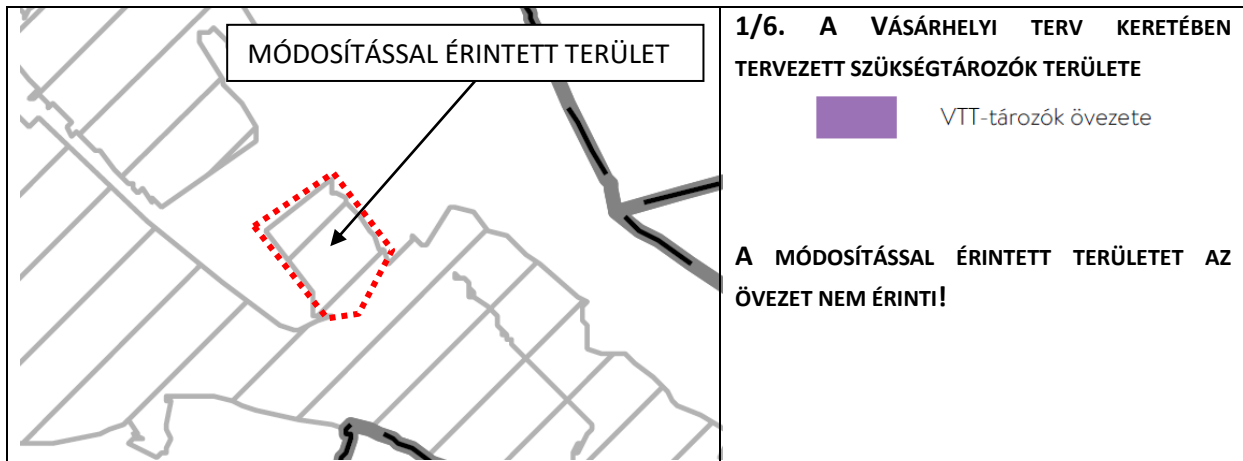 MÓDOSÍTÁSSAL ÉRINTETT TERÜLET
1/6. A VÁSÁRHELYI TERV KERETÉBEN
TERVEZETT SZÜKSÉGTÁROZÓK TERÜLETE
VTT-tározók övezete
A MÓDOSÍTÁSSAL ÉRINTETT TERÜLETET AZ
ÖVEZET NEM ÉRINTI!